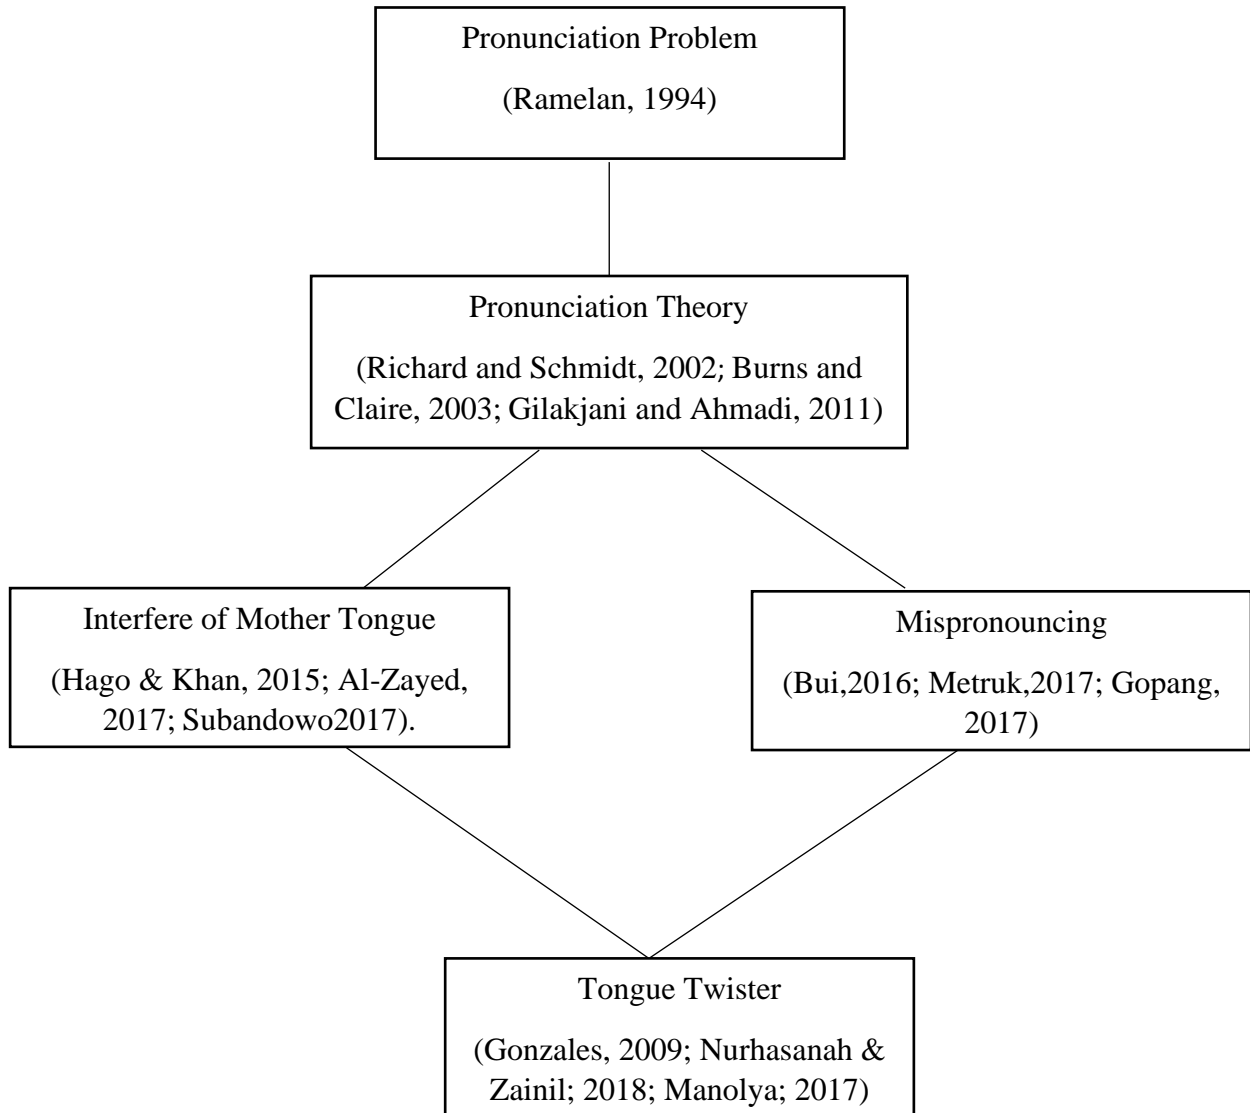 Pronunciation Problem
(Ramelan, 1994)
Pronunciation Theory
(Richard and Schmidt, 2002; Burns and
Claire, 2003; Gilakjani and Ahmadi, 2011)
Interfere of Mother Tongue
(Hago & Khan, 2015; Al-Zayed,
2017; Subandowo2017).
Mispronouncing
(Bui,2016; Metruk,2017; Gopang,
2017)
Tongue Twister
(Gonzales, 2009; Nurhasanah &
Zainil; 2018; Manolya; 2017)